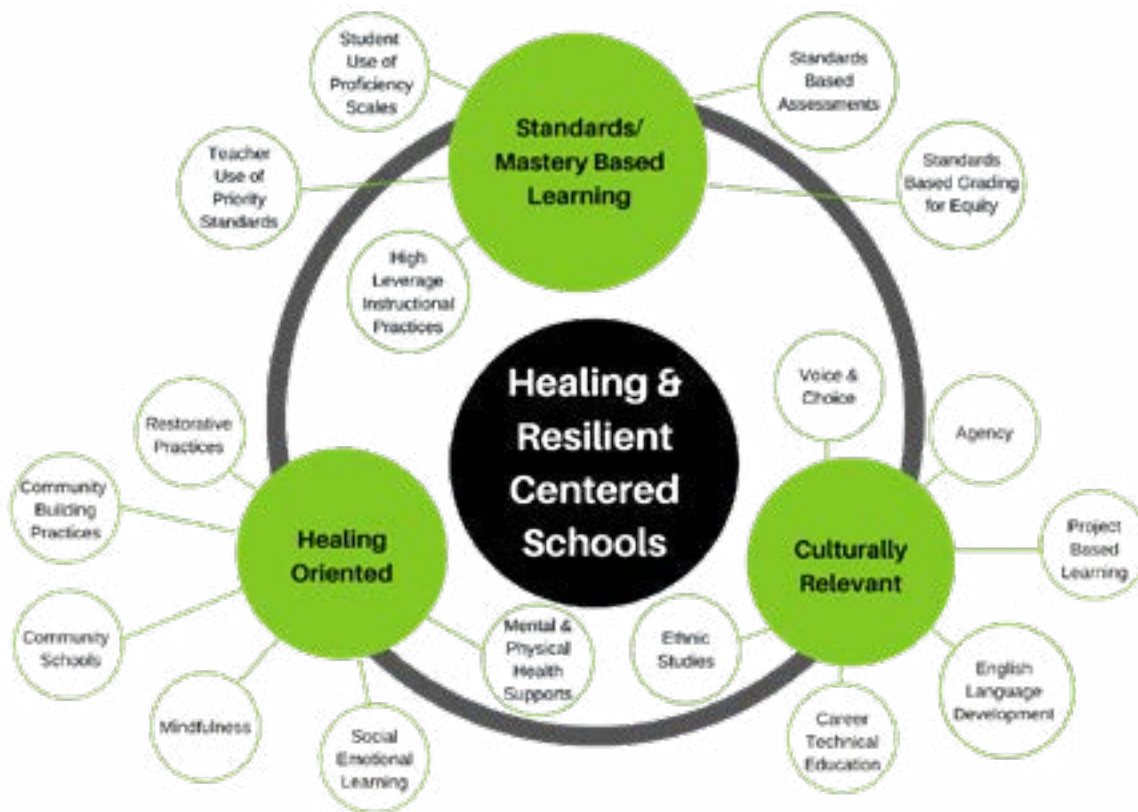 Student
Use of
Proficiency
Scales
Standards/
Mastery Based
Learning
Standards
Based
Assessments
Teacher
Use of
Priority
Standards
Standards
Based Grading
for Equity
High
Leverage
Instructional
Practices
Healing &
Resilient
Centered
Schools
Voice &
Choice
Agency
Restorative
Practices
Community
Building
Practices
Healing
Oriented
Culturally
Relevant
Project
Based
Learning
Community
Schools
Mental &
Physical
Health
Supports
Ethnic
Studies
English
Language
Development
Mindfulness
Social
Emotional
Learning
Career
Technical
Education